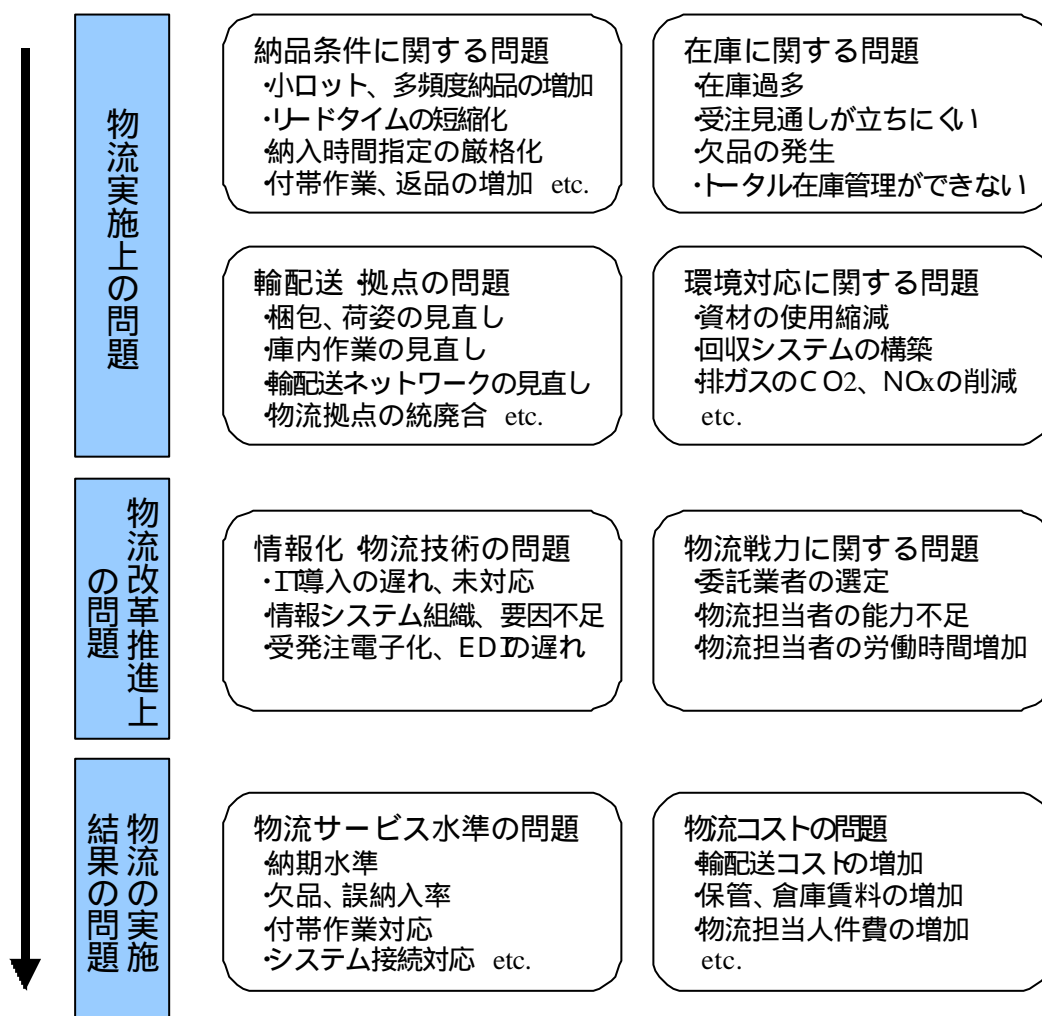 物流実施上の問題
納品条件に関する問題
・小ロット、多頻度納品の増加
・リードタイムの短縮化
・納入時間指定の厳格化
・付帯作業、返品の増加 etc.
在庫に関する問題
・在庫過多
・受注見通しが立ちにくい
・欠品の発生
・トータル在庫管理ができない
輸配送・拠点の問題
・梱包、荷姿の見直し
・庫内作業の見直し
・輸配送ネットワークの見直し
・物流拠点の統廃合 etc.
環境対応に関する問題
・資材の使用縮減
・回収システムの構築
・排ガスのCO2、NOxの削減
etc.
物流改革推進上
の問題
情報化・物流技術の問題
・IT導入の遅れ、未対応
・情報システム組織、要因不足
・受発注電子化、EDIの遅れ
物流戦力に関する問題
・委託業者の選定
・物流担当者の能力不足
・物流担当者の労働時間増加
物流の実施
結果の問題
物流サービス水準の問題
・納期水準
・欠品、誤納入率
・付帯作業対応
・システム接続対応 etc.
物流コストの問題
・輸配送コストの増加
・保管、倉庫賃料の増加
・物流担当人件費の増加
etc.